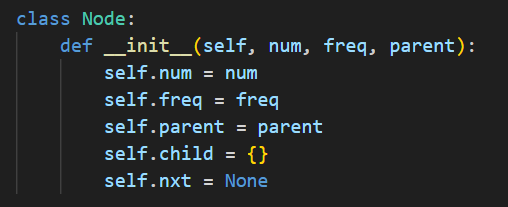 class Node:
    def __init__(self, num, freq, parent):
        self.num = num
        self.freq = freq
        self.parent = parent
        self.child = {}
        self.nxt = None